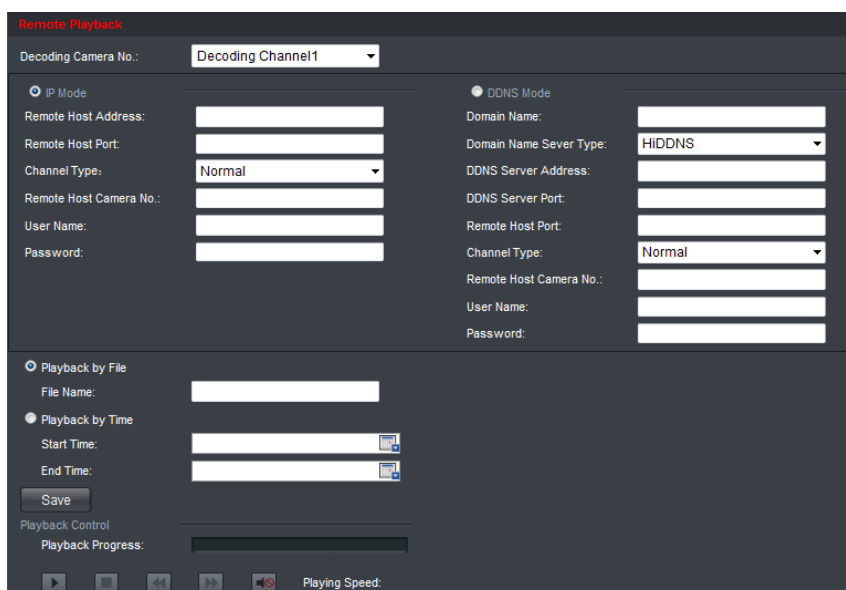 Remote Playback
Decoding Camera No.: Decoding Channel1
IP Mode
Remote Host Address:
Remote Host Port:
Channel Type: Normal
Remote Host Camera No.:
User Name:
Password:
DDNS Mode
Domain Name:
Domain Name Sever Type: HiDDNS
DDNS Server Address:
DDNS Server Port:
Remote Host Port:
Channel Type: Normal
Remote Host Camera No.:
User Name:
Password:
Playback by File
File Name:
Playback by Time
Start Time:
End Time:
Save
Playback Control
Playback Progress:
Playing Speed: